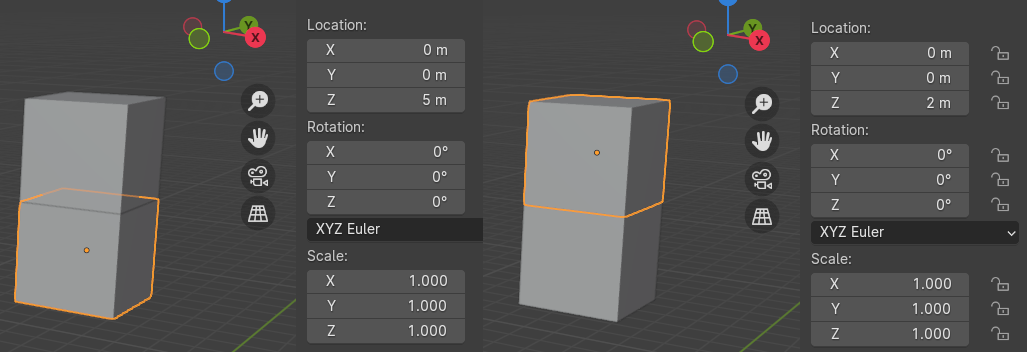 Y
X
Location:
X 0 m
Y 0 m
Z 5 m
Rotation:
X 0°
Y 0°
Z 0°
XYZ Euler
Scale:
X 1.000
Y 1.000
Z 1.000
Y
X
Location:
X 0 m
Y 0 m
Z 2 m
Rotation:
X 0°
Y 0°
Z 0°
XYZ Euler
Scale:
X 1.000
Y 1.000
Z 1.000